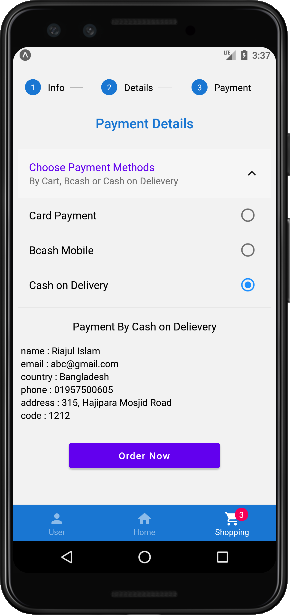 3:37
1 Info 2 Details 3 Payment
Payment Details
Choose Payment Methods
By Cart, Bcash or Cash on Delievery
Card Payment
Bcash Mobile
Cash on Delivery
Payment By Cash on Delievery
name : Riajul Islam
email : abc@gmail.com
country : Bangladesh
phone : 01957500605
address : 315, Hajipara Mosjid Road
code : 1212
Order Now
3
User Home Shopping